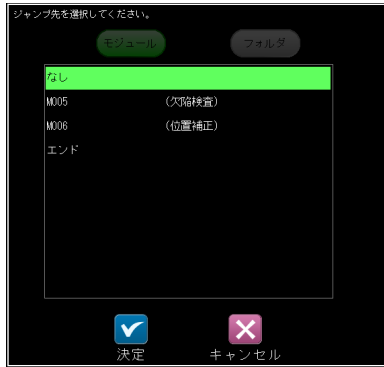 ジャンプ先を選択してください。
モジュール フォルダ
なし
M005 (欠陥検査)
M006 (位置補正)
エンド
決定 キャンセル